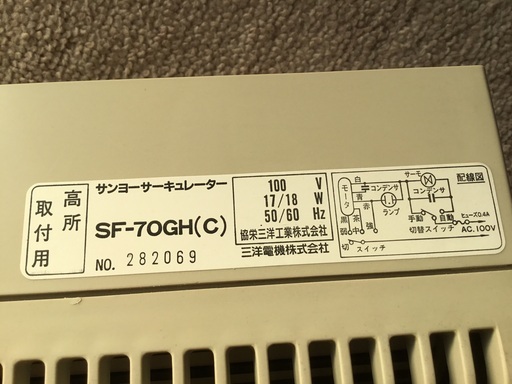 高所
取付用
サンヨーサーキュレーター
SF-70GH(C)
NO. 282069
100 V
17/18 W
50/60 Hz
協栄三洋工業株式会社
三洋電機株式会社
配線図
白
サーモ
モータ
コンデンサ
コンデンサ
青
赤
ランプ
黒
茶
手動
自動
ヒューズ0.4A
弱
中
強
切替スイッチ
AC.100V
切
スイッチ